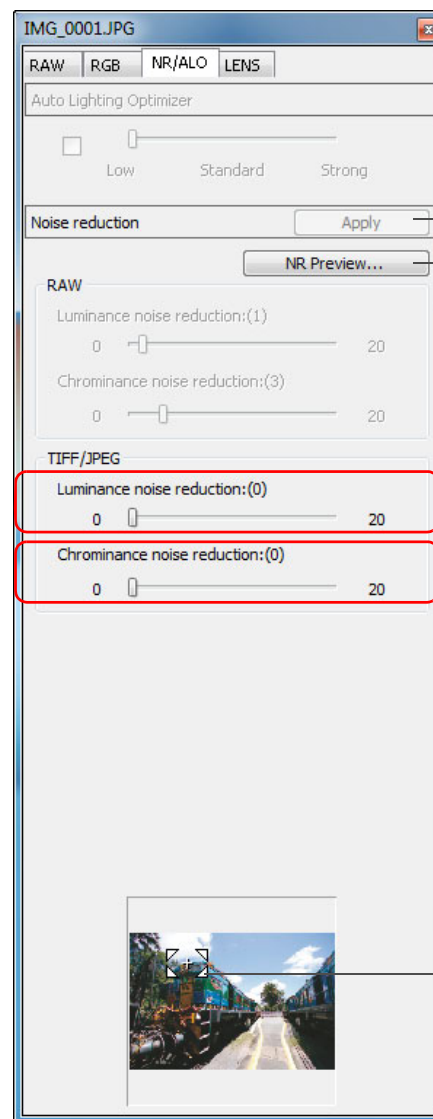 IMG_0001.JPG
RAW RGB NR/ALO LENS
Auto Lighting Optimizer
Low Standard Strong
Noise reduction Apply
NR Preview...
RAW
Luminance noise reduction:(1)
0 20
Chrominance noise reduction:(3)
0 20
TIFF/JPEG
Luminance noise reduction:(0)
0 20
Chrominance noise reduction:(0)
0 20